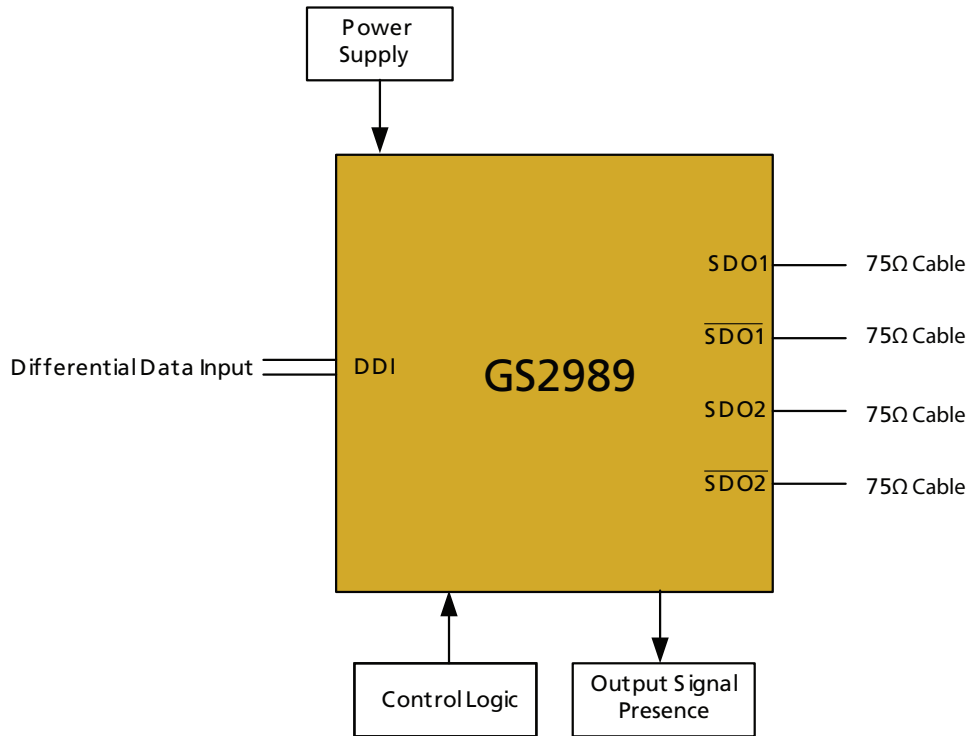 Power
Supply
SDO1
75Ω Cable
SDO1
75Ω Cable
Differential Data Input
DDI
GS2989
SDO2
75Ω Cable
SDO2
75Ω Cable
Control Logic
Output Signal
Presence